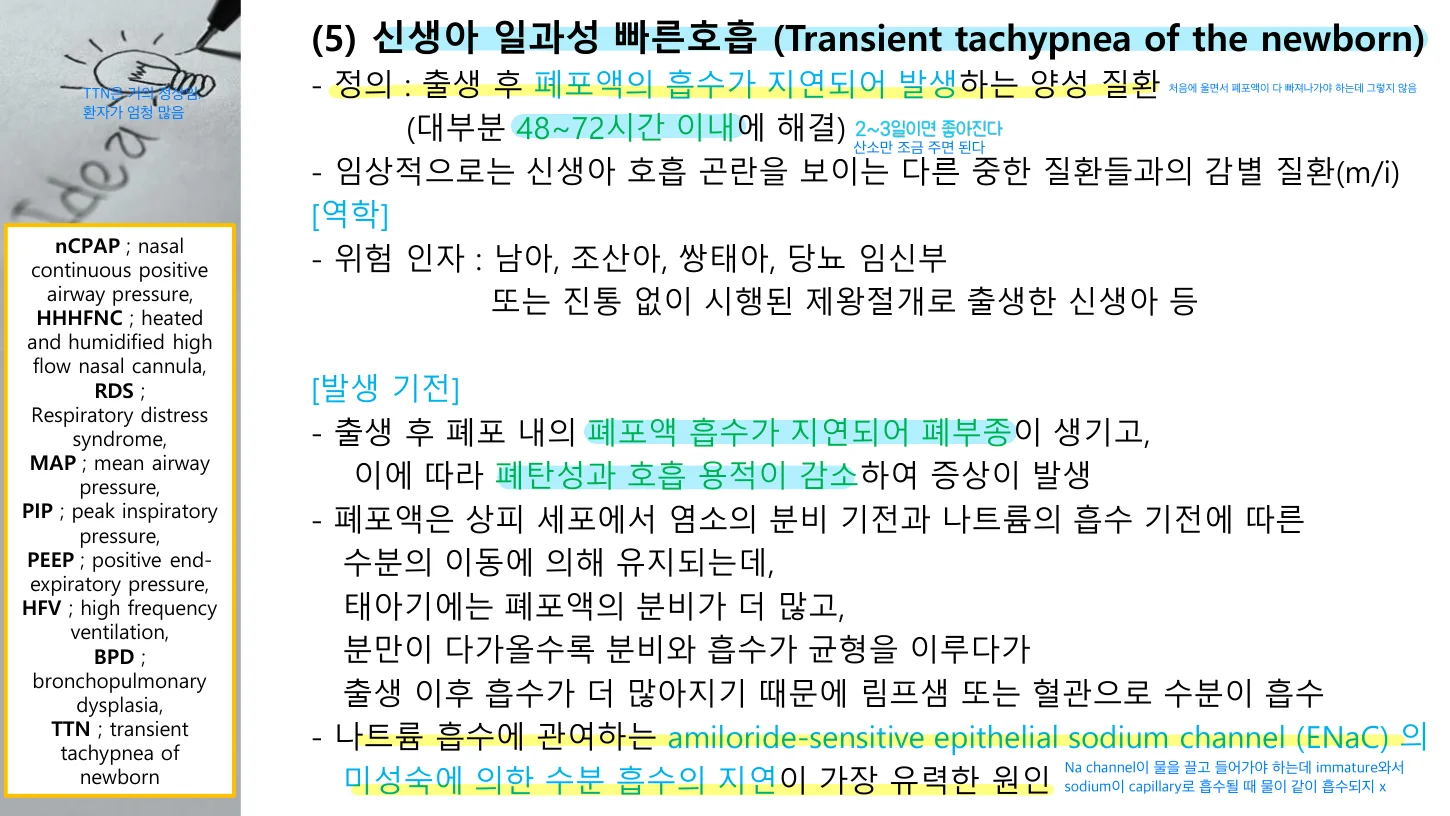 TTN은 거의 정상임
환자가 엄청 많음
Idea
nCPAP ; nasal
continuous positive
airway pressure,
HHHFNC ; heated
and humidified high
flow nasal cannula,
RDS ;
Respiratory distress
syndrome,
MAP ; mean airway
pressure,
PIP ; peak inspiratory
pressure,
PEEP ; positive end-
expiratory pressure,
HFV ; high frequency
ventilation,
BPD ;
bronchopulmonary
dysplasia,
TTN ; transient
tachypnea of
newborn
(5) 신생아 일과성 빠른호흡 (Transient tachypnea of the newborn)
- 정의 : 출생 후 폐포액의 흡수가 지연되어 발생하는 양성 질환 처음에 울면서 폐포액이 다 빠져나가야 하는데 그렇지 않음
(대부분 48~72시간 이내에 해결) 2~3일이면 좋아진다
산소만 조금 주면 된다
- 임상적으로는 신생아 호흡 곤란을 보이는 다른 중한 질환들과의 감별 질환(m/i)
[역학]
- 위험 인자 : 남아, 조산아, 쌍태아, 당뇨 임신부
또는 진통 없이 시행된 제왕절개로 출생한 신생아 등
[발생 기전]
- 출생 후 폐포 내의 폐포액 흡수가 지연되어 폐부종이 생기고,
이에 따라 폐탄성과 호흡 용적이 감소하여 증상이 발생
- 폐포액은 상피 세포에서 염소의 분비 기전과 나트륨의 흡수 기전에 따른
수분의 이동에 의해 유지되는데,
태아기에는 폐포액의 분비가 더 많고,
분만이 다가올수록 분비와 흡수가 균형을 이루다가
출생 이후 흡수가 더 많아지기 때문에 림프샘 또는 혈관으로 수분이 흡수
- 나트륨 흡수에 관여하는 amiloride-sensitive epithelial sodium channel (ENaC) 의
미성숙에 의한 수분 흡수의 지연이 가장 유력한 원인
Na channel이 물을 끌고 들어가야 하는데 immature와서
sodium이 capillary로 흡수될 때 물이 같이 흡수되지 x